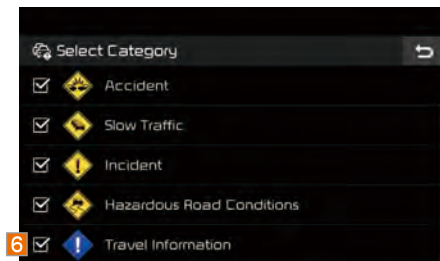 Select Category
Accident
Slow Traffic
Incident
Hazardous Road Conditions
6 Travel Information